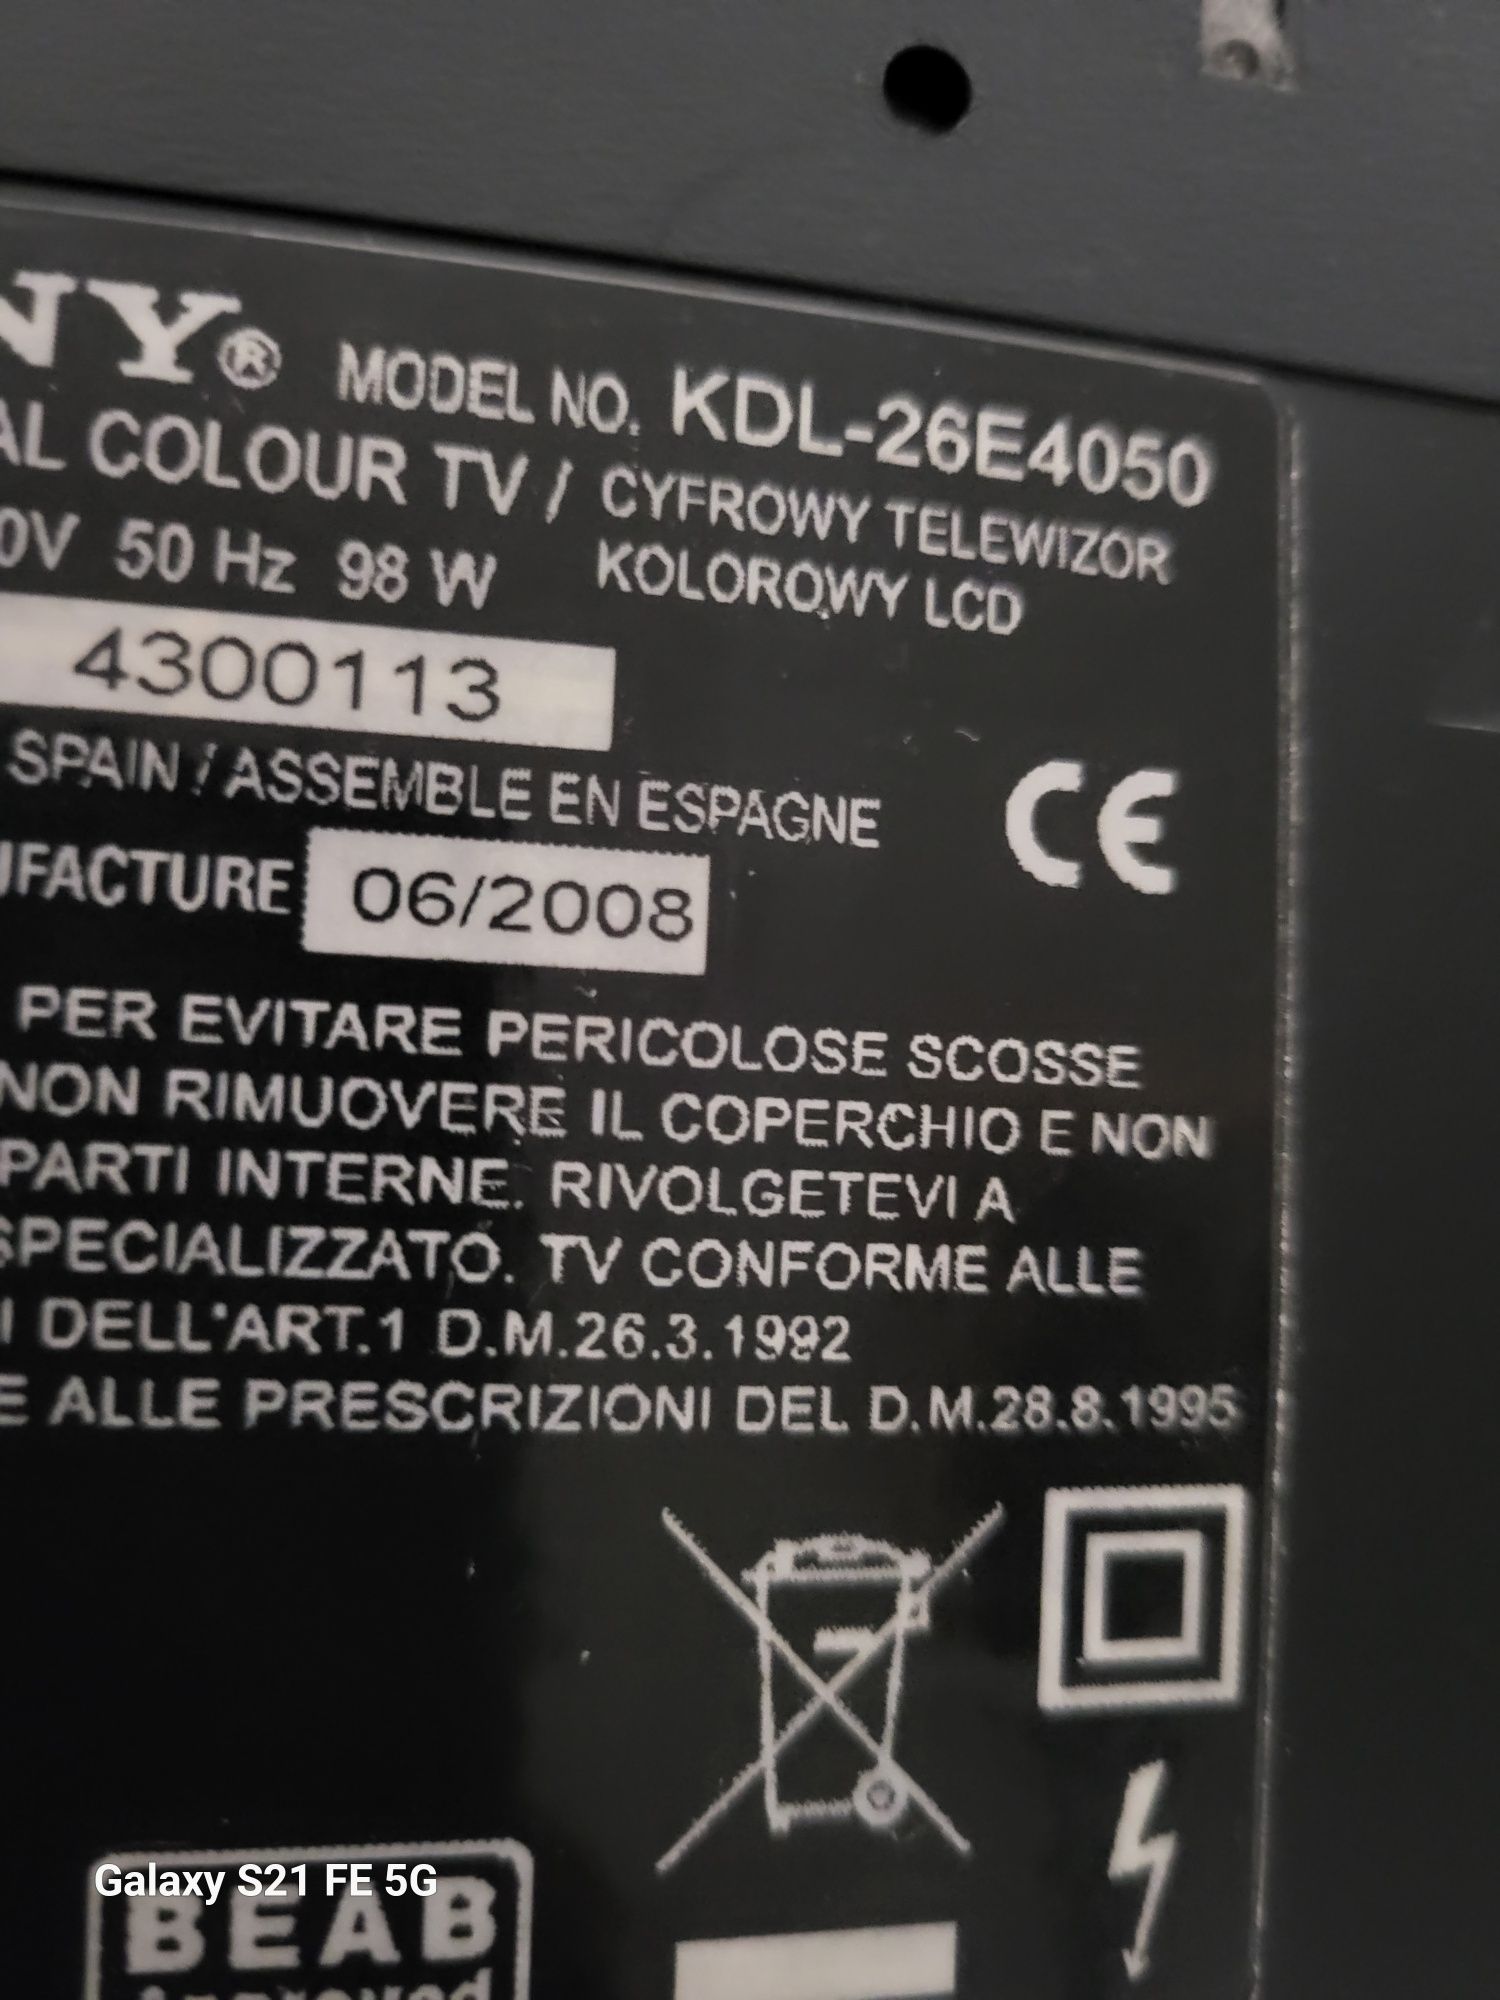 NY® MODEL NO. KDL-26E4050
AL COLOUR TV / CYFROWY TELEWIZOR
KOLOROWY LCD
0V 50 Hz 98 W
4300113
SPAIN / ASSEMBLE EN ESPAGNE
CE
UFACTURE 06/2008
PER EVITARE PERICOLOSE SCOSSE
NON RIMUOVERE IL COPERCHIO E NON
PARTI INTERNE. RIVOLGETEVI A
SPECIALIZZATO. TV CONFORME ALLE
I DELL'ART.1 D.M.26.3.1992
E ALLE PRESCRIZIONI DEL D.M.28.8.1995
Galaxy S21 FE 5G
BEAB
Approved